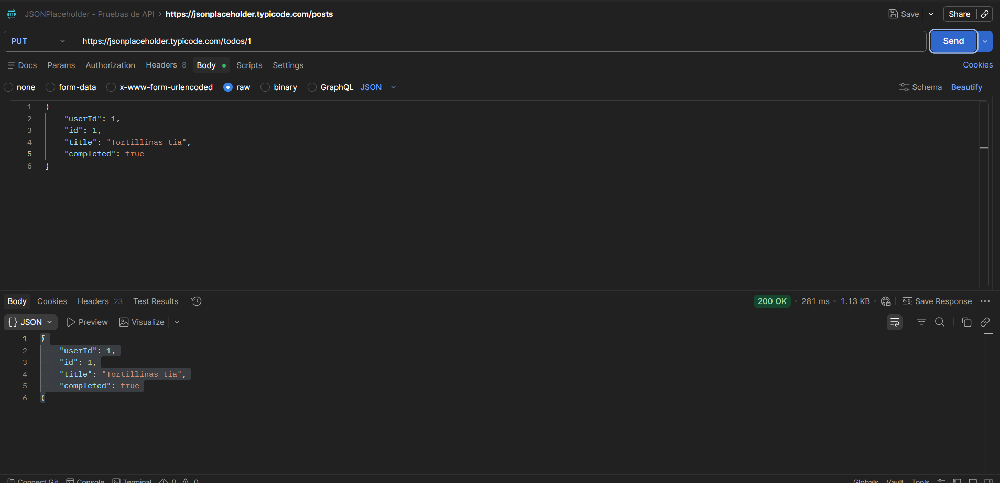 HTTP JSONPlaceholder - Pruebas de API > https://jsonplaceholder.typicode.com/posts Save Share
PUT https://jsonplaceholder.typicode.com/todos/1 Send
Docs Params Authorization Headers 8 Body Scripts Settings Cookies
none form-data x-www-form-urlencoded raw binary GraphQL JSON Schema Beautify
1 {
2 "userId": 1,
3 "id": 1,
4 "title": "Tortillinas tia",
5 "completed": true
6 }
Body Cookies Headers 23 Test Results 200 OK • 281 ms • 1.13 KB • e.g. Save Response
{} JSON Preview Visualize
1 {
2 "userId": 1,
3 "id": 1,
4 "title": "Tortillinas tia",
5 "completed": true
6 }
Connect Git Console Terminal 0 0 Globals Vault Tools